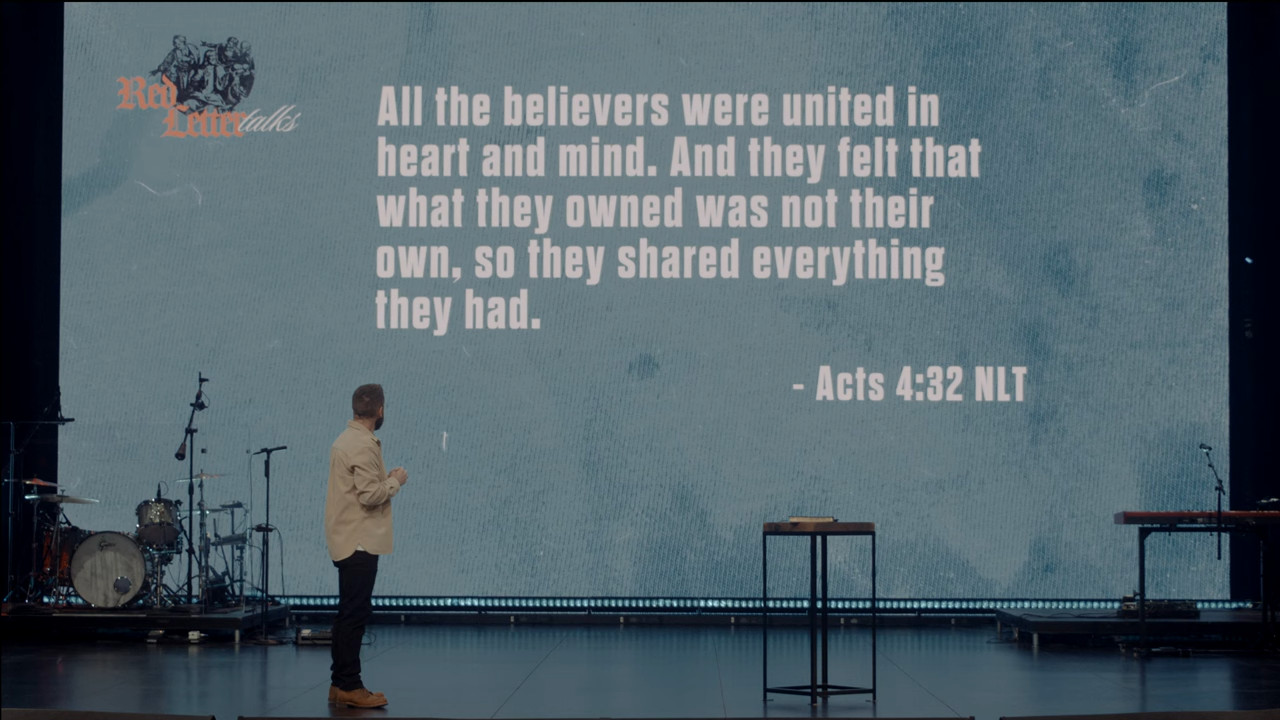 Red
Letter talks
All the believers were united in
heart and mind. And they felt that
what they owned was not their
own, so they shared everything
they had.
- Acts 4:32 NLT